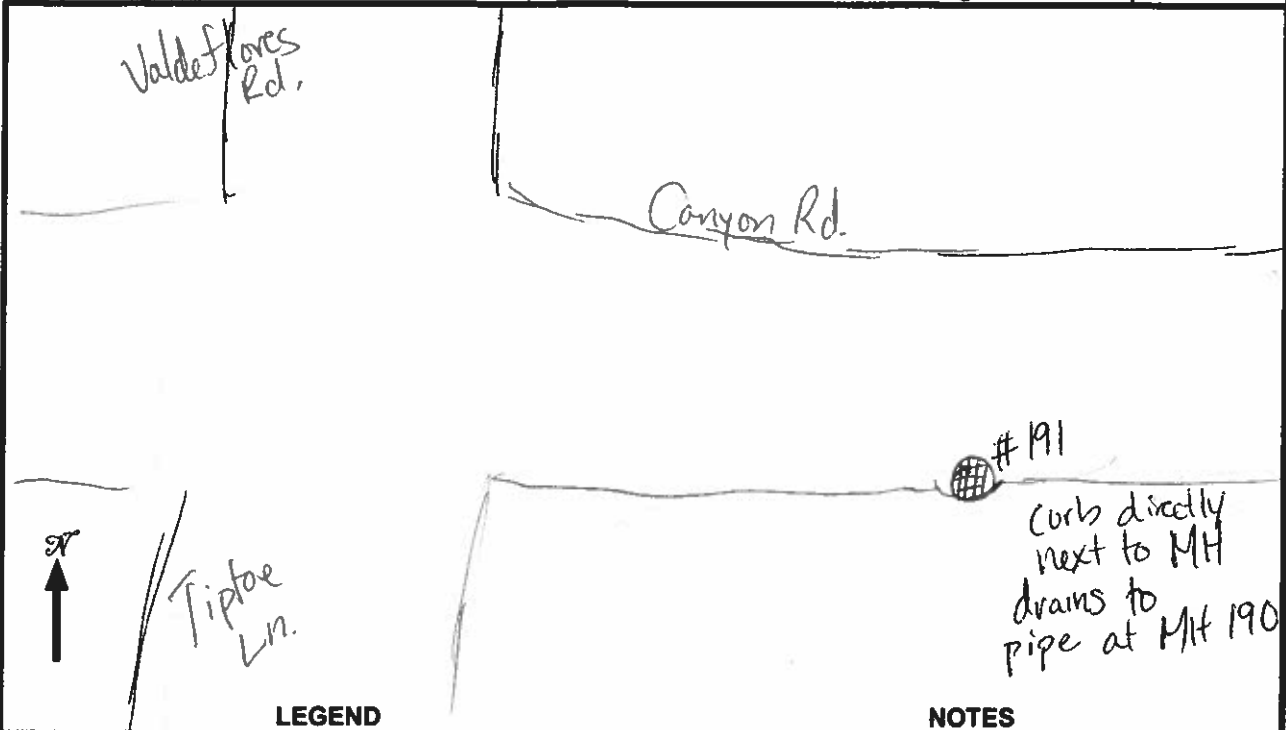 Valdeflores
Rd.
Canyon Rd.
#191
curb directly
next to MH
drains to
pipe at MH 190
N
Tiptoe
Ln.
LEGEND
NOTES